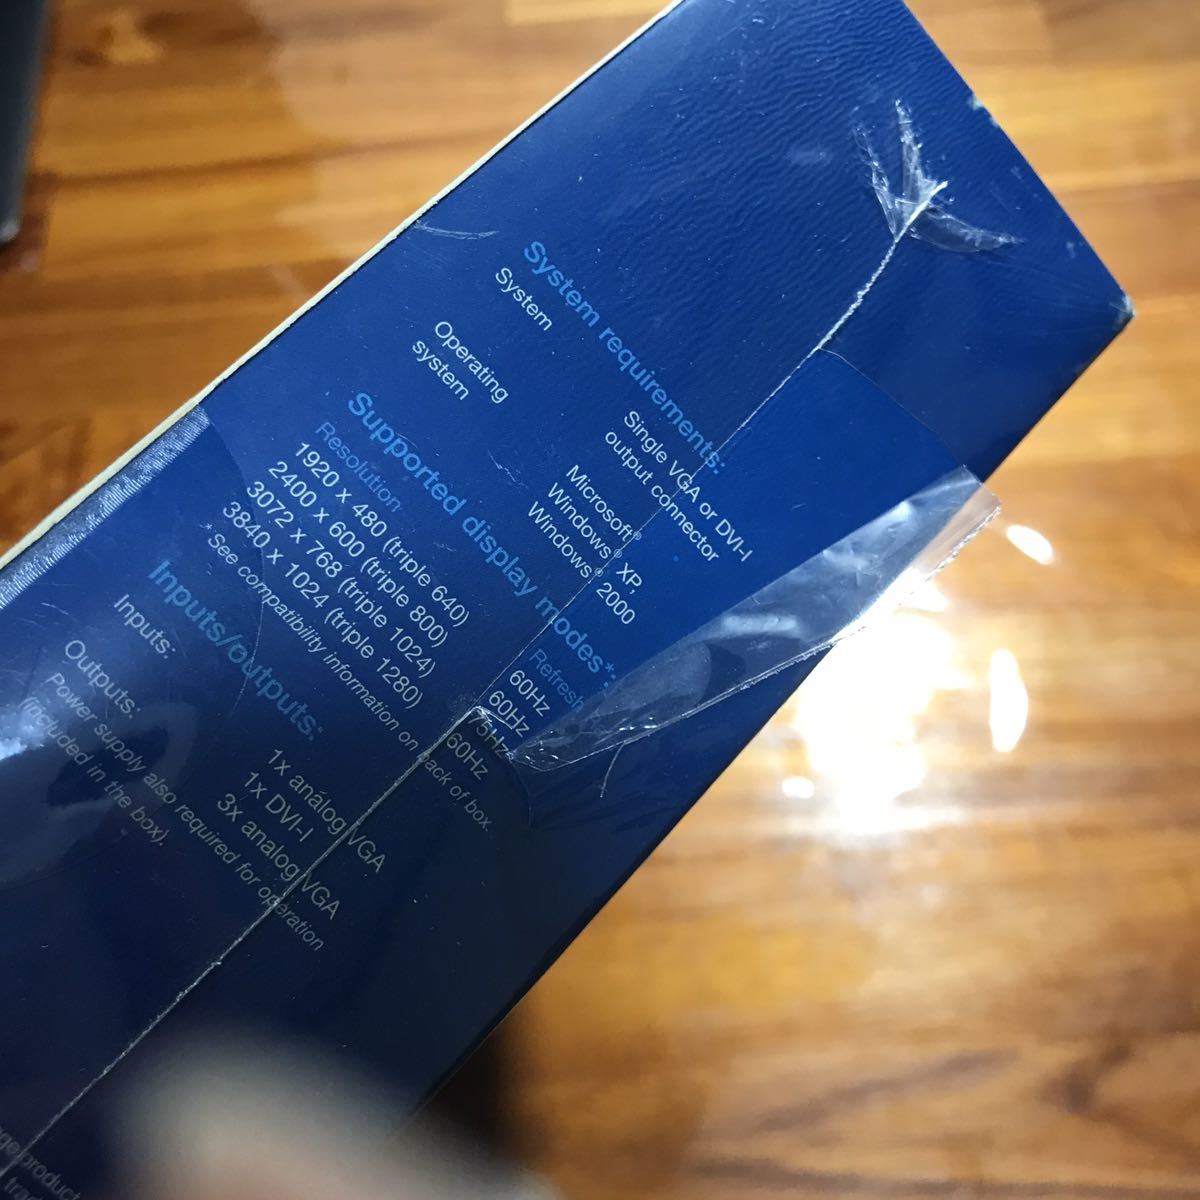 System requirements:
System Single VGA or DVI-I
output connector
Operating Microsoft®
system Windows® XP,
Windows® 2000
Supported display modes*:
Resolution Refresh
1920 x 480 (triple 640) 60Hz
2400 x 600 (triple 800) 60Hz
3072 x 768 (triple 1024) 75Hz
3840 x 1024 (triple 1280) 60Hz
See compatibility information on back of box.
Inputs/outputs:
Inputs: 1x analog VGA
1x DVI-I
Outputs: 3x analog VGA
Power supply also required for operation
(included in the box).
product